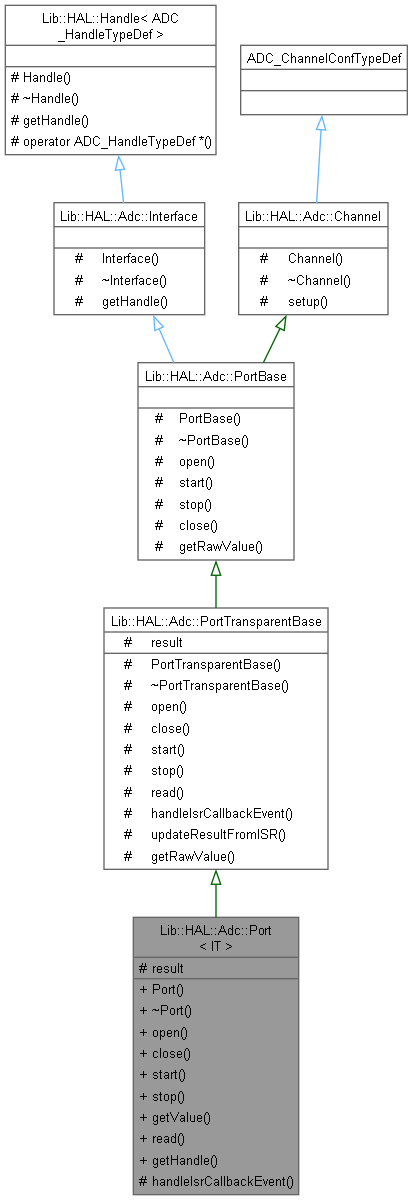 Lib::HAL::Handle< ADC
_HandleTypeDef >
# Handle()
# ~Handle()
# getHandle()
# operator ADC_HandleTypeDef *()
ADC_ChannelConfTypeDef
Lib::HAL::Adc::Interface
# Interface()
# ~Interface()
# getHandle()
Lib::HAL::Adc::Channel
# Channel()
# ~Channel()
# setup()
Lib::HAL::Adc::PortBase
# PortBase()
# ~PortBase()
# open()
# start()
# stop()
# close()
# getRawValue()
Lib::HAL::Adc::PortTransparentBase
# result
# PortTransparentBase()
# ~PortTransparentBase()
# open()
# close()
# start()
# stop()
# read()
# handleIsrCallbackEvent()
# updateResultFromISR()
# getRawValue()
Lib::HAL::Adc::Port
< IT >
# result
+ Port()
+ ~Port()
+ open()
+ close()
+ start()
+ stop()
+ getValue()
+ read()
+ getHandle()
# handleIsrCallbackEvent()